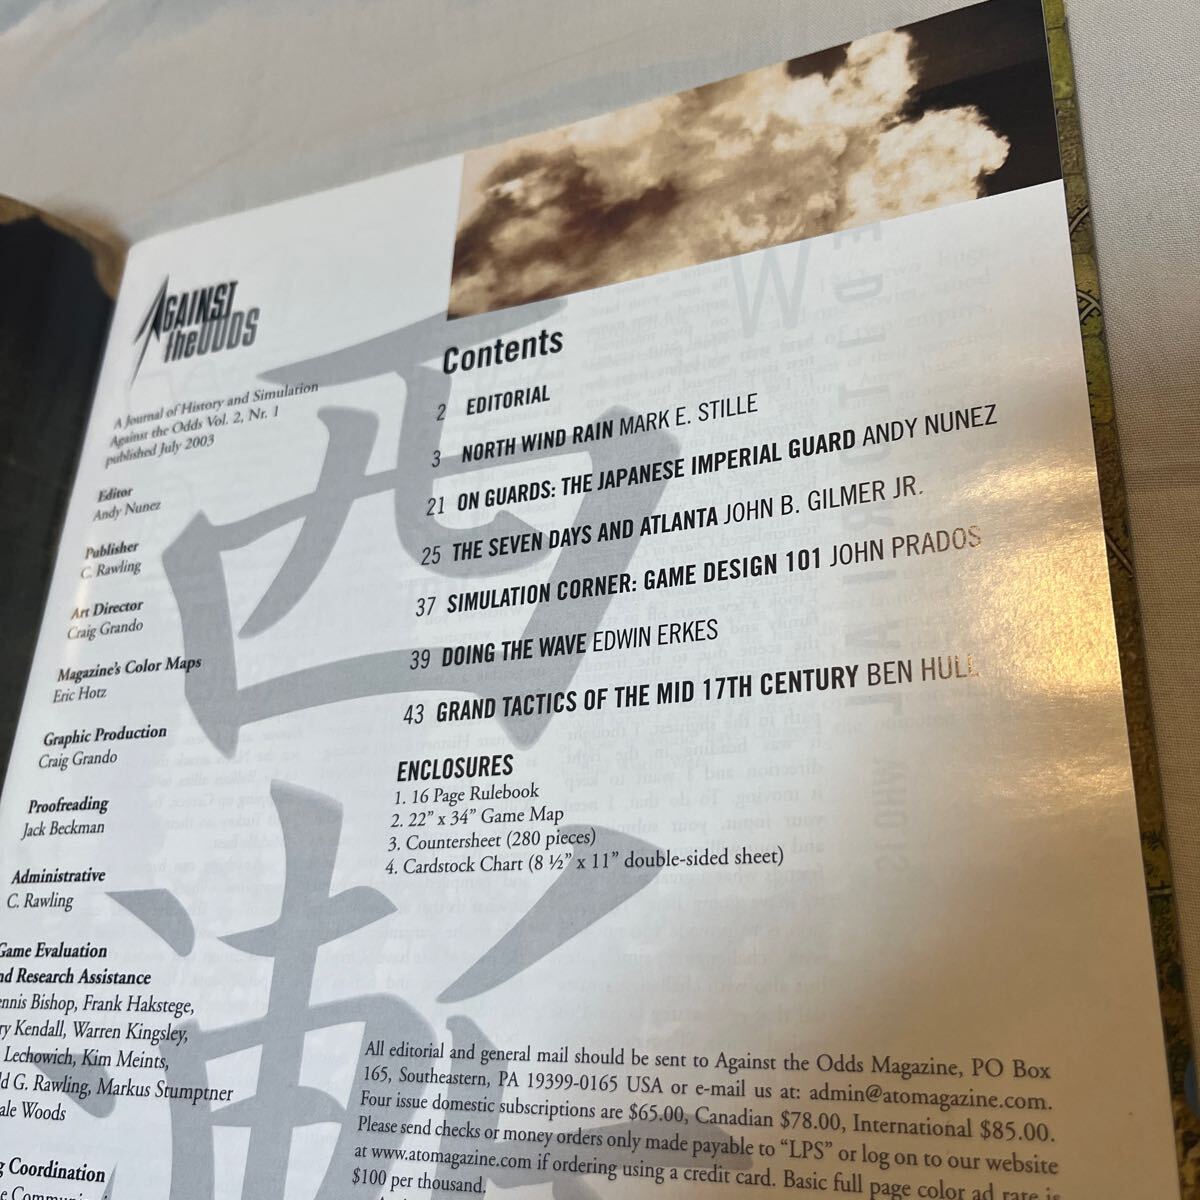 AGAINST
the ODDS
A Journal of History and Simulation
Against the Odds Vol. 2, Nr. 1
published July 2003
Editor
Andy Nunez
Publisher
C. Rawling
Art Director
Craig Grando
Magazine's Color Maps
Eric Hotz
Graphic Production
Craig Grando
Proofreading
Jack Beckman
Administrative
C. Rawling
Game Evaluation
nd Research Assistance
ennis Bishop, Frank Hakstege,
ry Kendall, Warren Kingsley,
Lechowich, Kim Meints,
ld G. Rawling, Markus Stumptner
ale Woods
g Coordination
Contents
2 EDITORIAL
3 NORTH WIND RAIN MARK E. STILLE
21 ON GUARDS: THE JAPANESE IMPERIAL GUARD ANDY NUNEZ
25 THE SEVEN DAYS AND ATLANTA JOHN B. GILMER JR.
37 SIMULATION CORNER: GAME DESIGN 101 JOHN PRADOS
39 DOING THE WAVE EDWIN ERKES
43 GRAND TACTICS OF THE MID 17TH CENTURY BEN HULL
ENCLOSURES
1. 16 Page Rulebook
2. 22” x 34” Game Map
3. Countersheet (280 pieces)
4. Cardstock Chart (8 ½” x 11” double-sided sheet)
All editorial and general mail should be sent to Against the Odds Magazine, PO Box
165, Southeastern, PA 19399-0165 USA or e-mail us at: admin@atomagazine.com.
Four issue domestic subscriptions are $65.00, Canadian $78.00, International $85.00.
Please send checks or money orders only made payable to “LPS” or log on to our website
at www.atomagazine.com if ordering using a credit card. Basic full page color ad rate is
$100 per thousand.
西